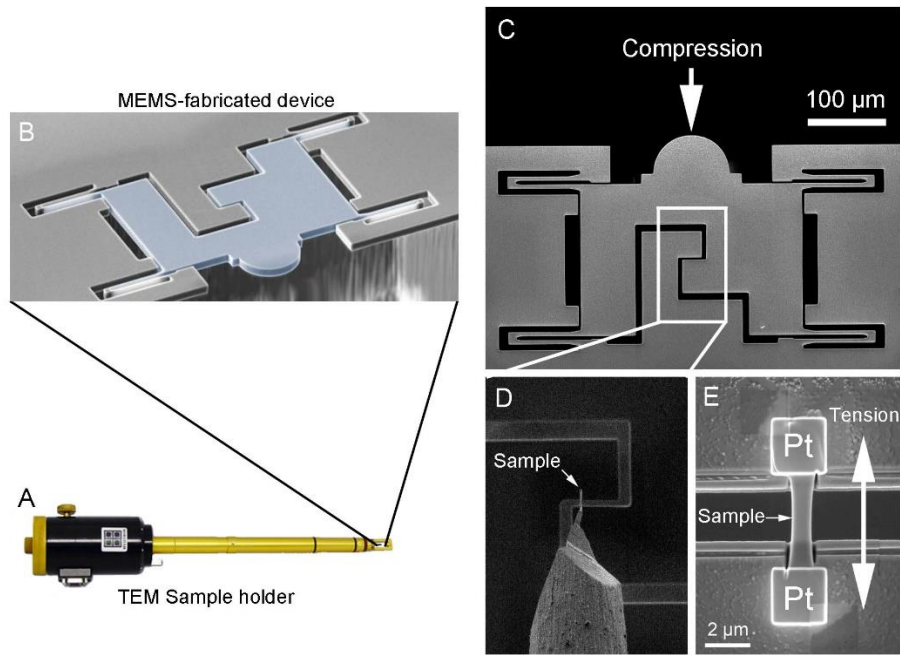 MEMS-fabricated device
B
A
TEM Sample holder
C
Compression
100 µm
D
Sample
E
Tension
Pt
Sample
Pt
2 µm